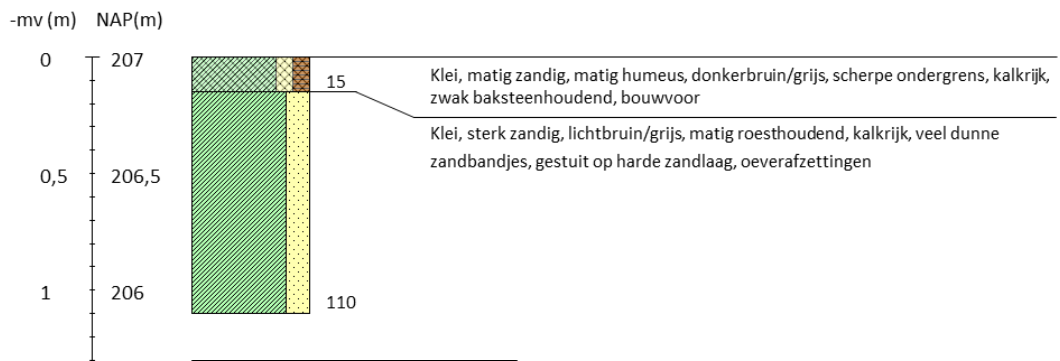 -mv (m) NAP(m)
0 207
15
Klei, matig zandig, matig humeus, donkerbruin/grijs, scherpe ondergrens, kalkrijk,
zwak baksteenhoudend, bouwvoor
Klei, sterk zandig, lichtbruin/grijs, matig roesthoudend, kalkrijk, veel dunne
zandbandjes, gestuit op harde zandlaag, oeverafzettingen
0,5 206,5
1 206
110